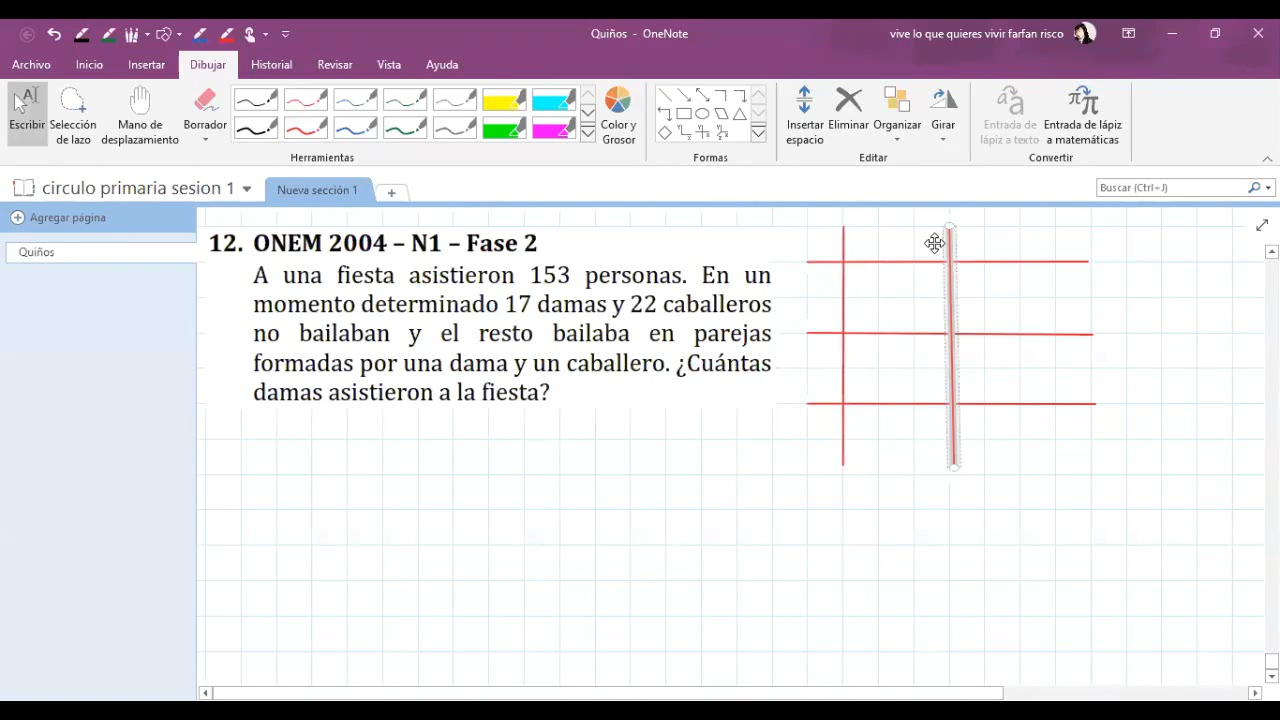 Quiños - OneNote
vive lo que quieres vivir farfan risco
Archivo Inicio Insertar Dibujar Historial Revisar Vista Ayuda
Escribir
Selección de lazo
Mano de desplazamiento
Borrador
Color y Grosor
Insertar espacio
Eliminar
Organizar
Girar
Entrada de lápiz a texto
Entrada de lápiz a matemáticas
Herramientas Formas Editar Convertir
circulo primaria sesion 1
Nueva sección 1
Buscar (Ctrl+J)
Agregar página
Quiños
12. ONEM 2004 – N1 – Fase 2
A una fiesta asistieron 153 personas. En un
momento determinado 17 damas y 22 caballeros
no bailaban y el resto bailaba en parejas
formadas por una dama y un caballero. ¿Cuántas
damas asistieron a la fiesta?